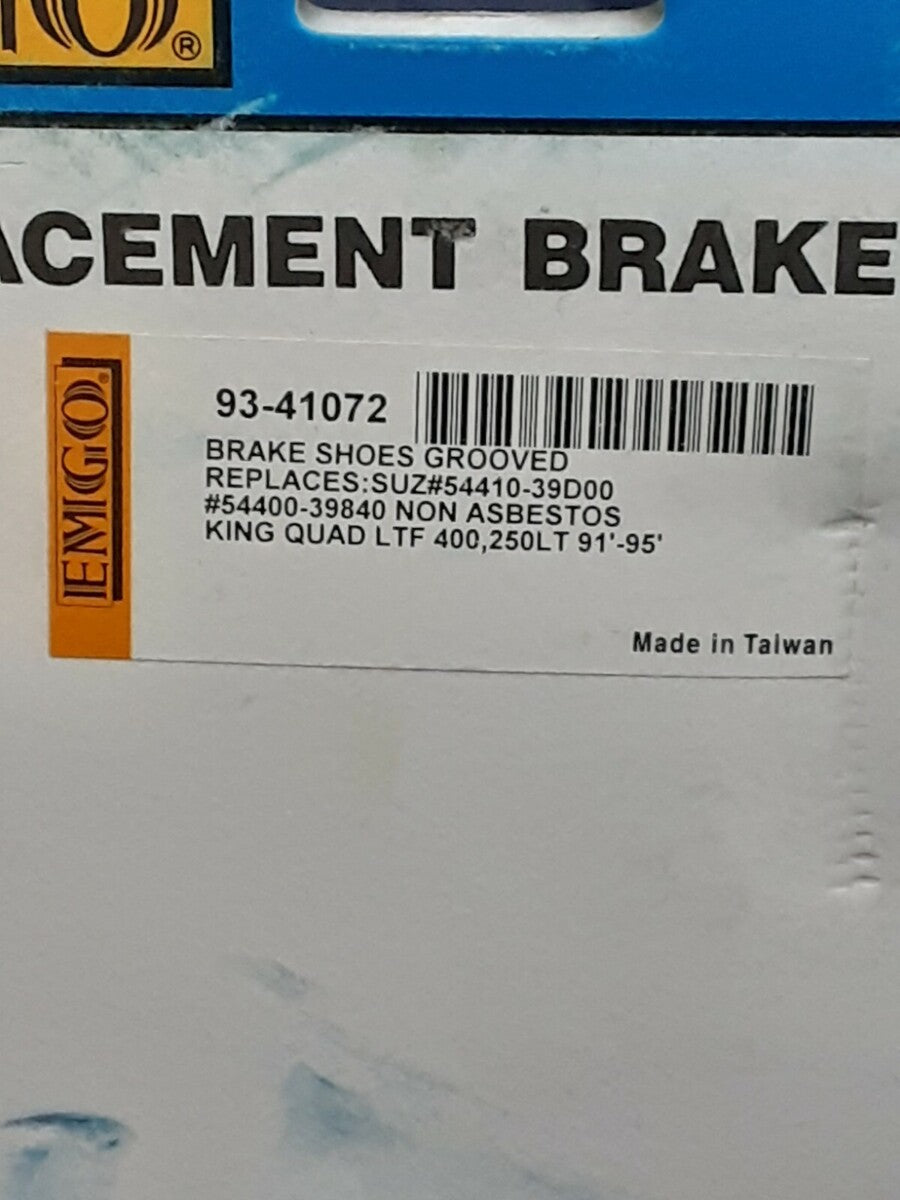 ®
ACEMENT BRAKE
EMGO®
93-41072
BRAKE SHOES GROOVED
REPLACES:SUZ#54410-39D00
#54400-39840 NON ASBESTOS
KING QUAD LTF 400,250LT 91'-95'
Made in Taiwan